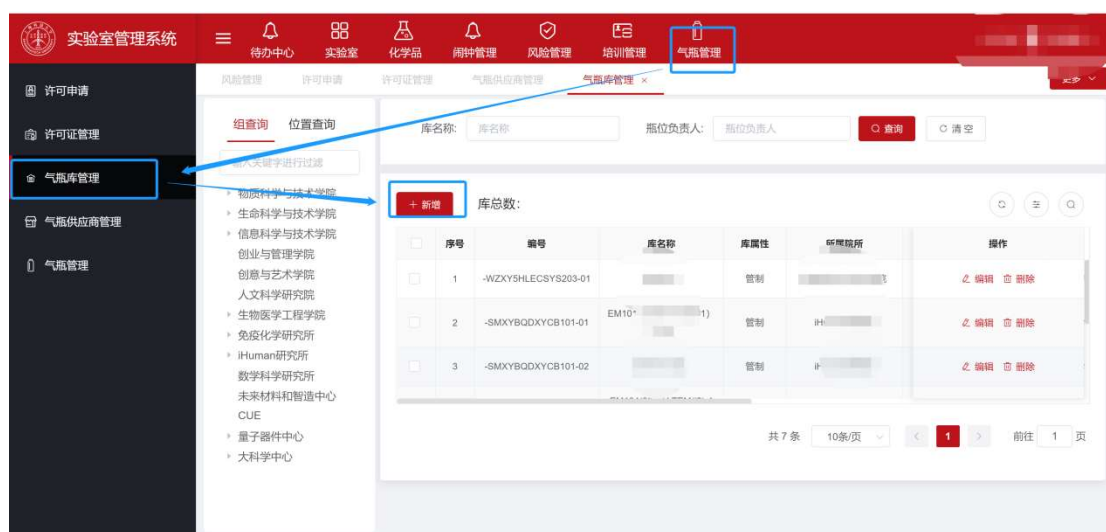 实验室管理系统
待办中心 实验室 化学品 闹钟管理 风险管理 培训管理 气瓶管理
风险管理 许可申请 许可证管理 气瓶供应商管理 气瓶库管理 ×
许可申请
许可证管理
气瓶库管理
气瓶供应商管理
气瓶管理
组查询 位置查询
输入关键字进行过滤
物质科学与技术学院
生命科学与技术学院
信息科学与技术学院
创业与管理学院
创意与艺术学院
人文科学研究院
生物医学工程学院
免疫化学研究所
iHuman研究所
数学科学研究所
未来材料和智造中心
CUE
量子器件中心
大科学中心
库名称: 库名称 瓶位负责人: 瓶位负责人 查询 清空
+ 新增 库总数:
序号 编号 库名称 库属性 所属院所 操作
1 -WZXY5HLECSYS203-01 管制 编辑 删除
2 -SMXYBQDXYCB101-01 EM10 1) 管制 iH 编辑 删除
3 -SMXYBQDXYCB101-02 管制 编辑 删除
共 7 条 10条/页 < 1 > 前往 1 页